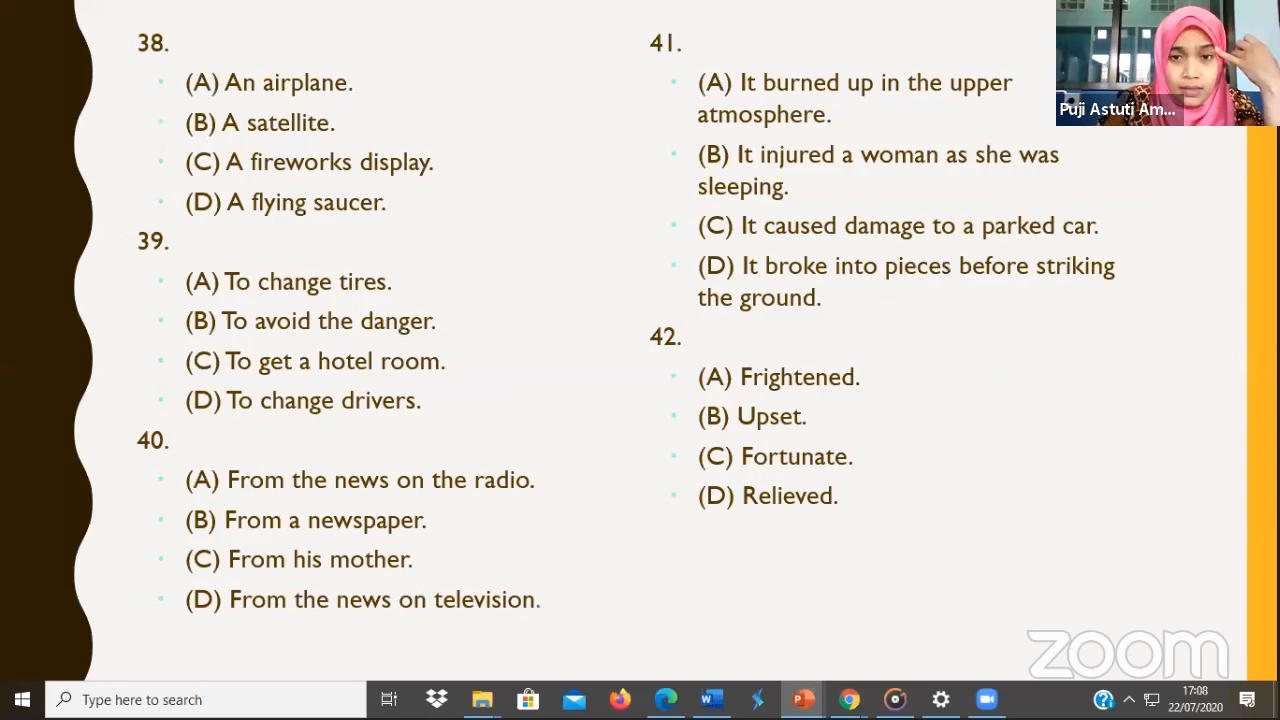 38.
(A) An airplane.
(B) A satellite.
(C) A fireworks display.
(D) A flying saucer.
39.
(A) To change tires.
(B) To avoid the danger.
(C) To get a hotel room.
(D) To change drivers.
40.
(A) From the news on the radio.
(B) From a newspaper.
(C) From his mother.
(D) From the news on television.
41.
(A) It burned up in the upper
atmosphere.
(B) It injured a woman as she was
sleeping.
(C) It caused damage to a parked car.
(D) It broke into pieces before striking
the ground.
42.
(A) Frightened.
(B) Upset.
(C) Fortunate.
(D) Relieved.
Puji Astuti Am...
zoom
Type here to search
17:08
22/07/2020